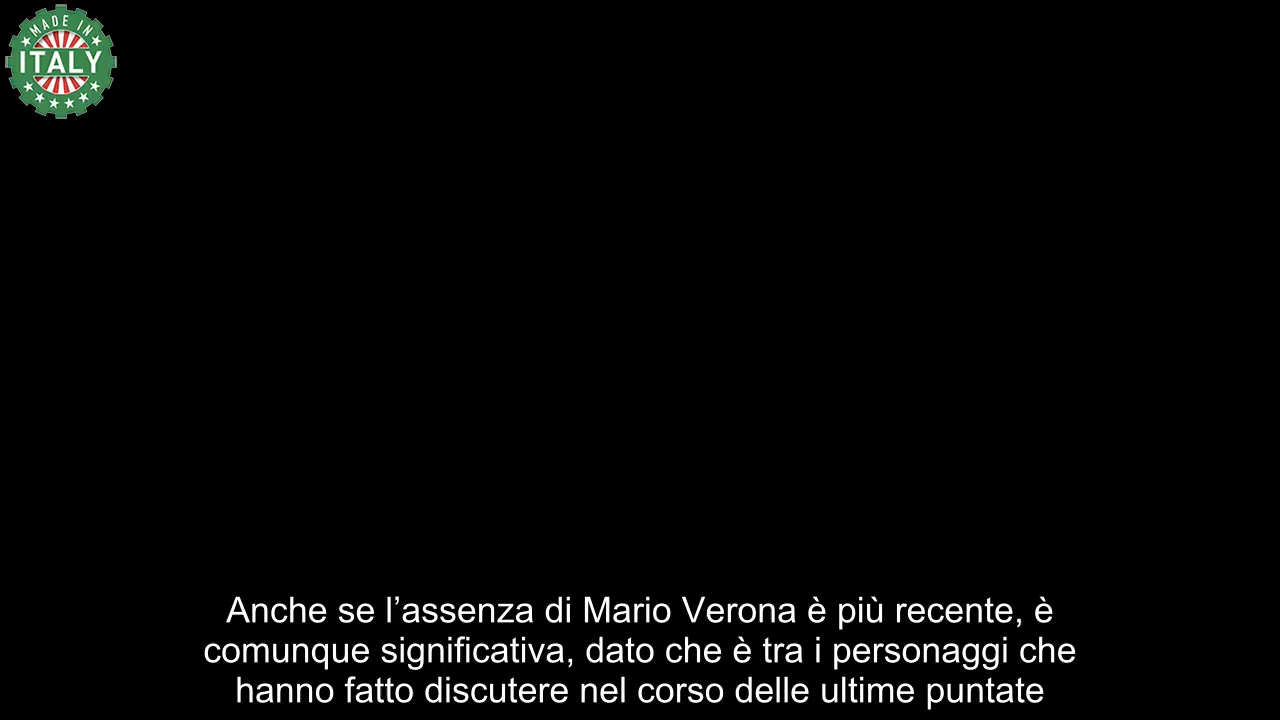 MADE IN
ITALY
Anche se l’assenza di Mario Verona è più recente, è
comunque significativa, dato che è tra i personaggi che
hanno fatto discutere nel corso delle ultime puntate